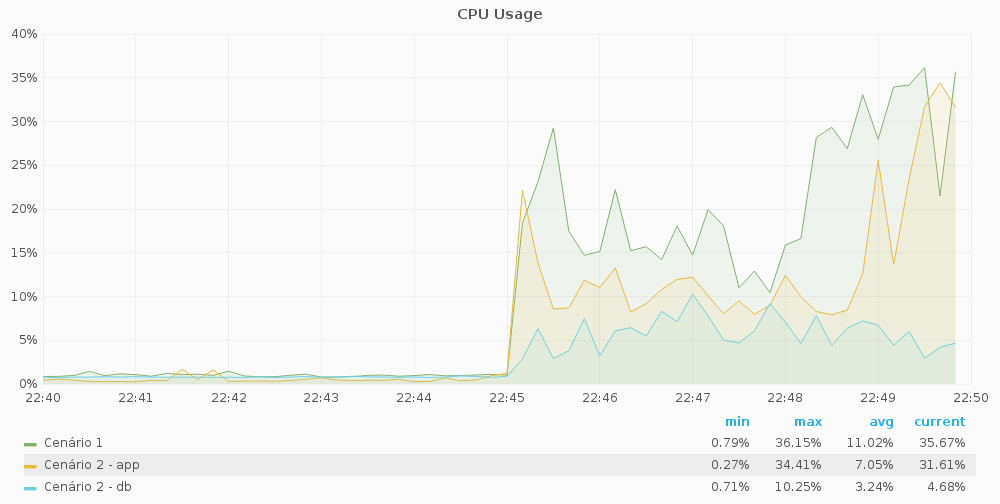 CPU Usage
40%
35%
30%
25%
20%
15%
10%
5%
0%
22:40 22:41 22:42 22:43 22:44 22:45 22:46 22:47 22:48 22:49 22:50
min max avg current
Cenário 1 0.79% 36.15% 11.02% 35.67%
Cenário 2 - app 0.27% 34.41% 7.05% 31.61%
Cenário 2 - db 0.71% 10.25% 3.24% 4.68%